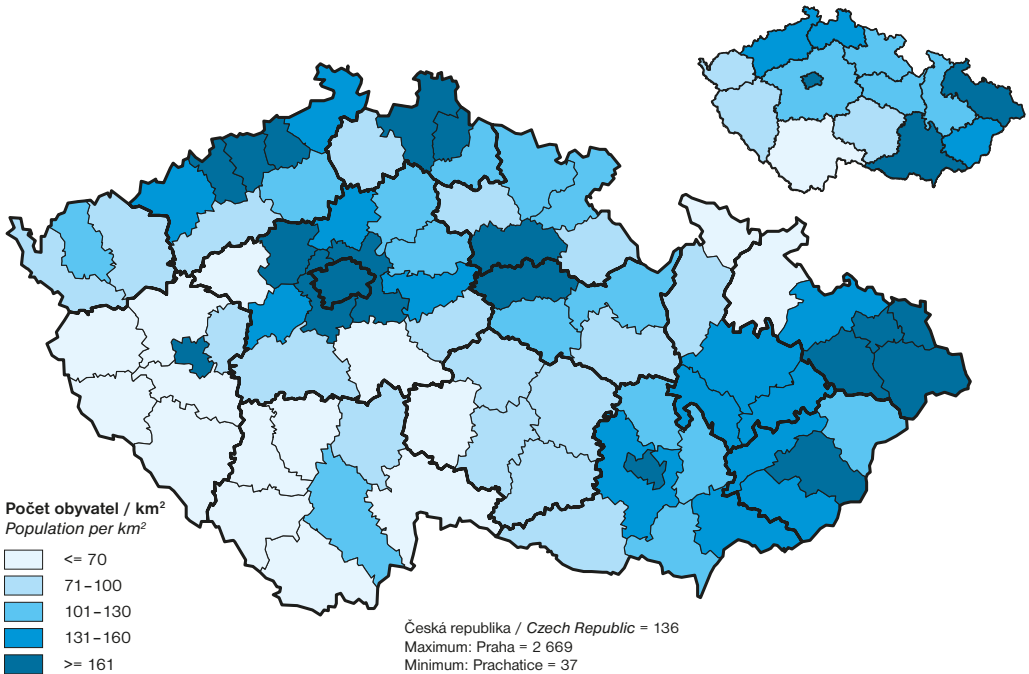 Počet obyvatel / km²
Population per km²
<= 70
71–100
101–130
131–160
>= 161
Česká republika / Czech Republic = 136
Maximum: Praha = 2 669
Minimum: Prachatice = 37